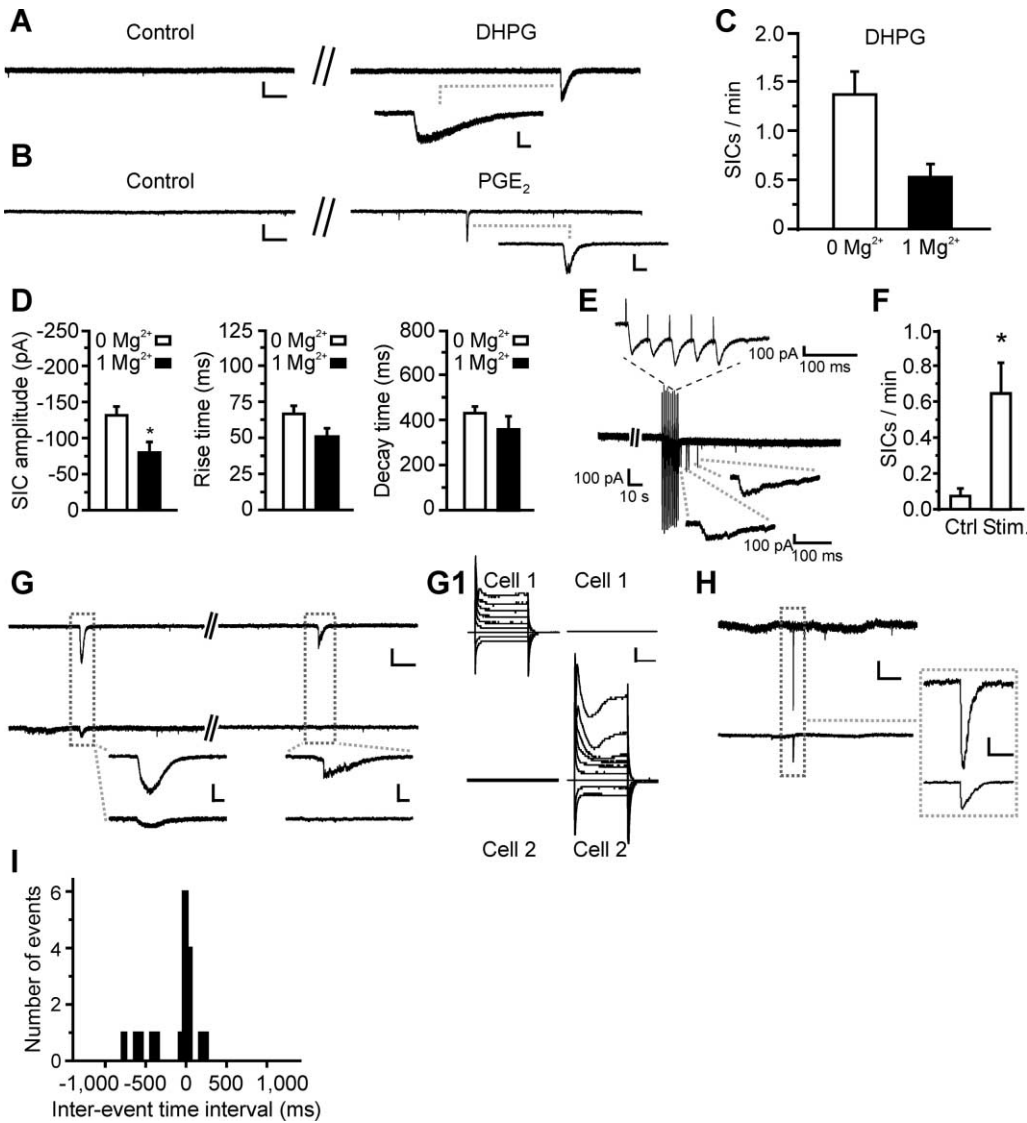 A
Control
DHPG
B
Control
PGE2
C
DHPG
SICs / min
2.0
1.5
1.0
0.5
0
0 Mg2+ 1 Mg2+
D
SIC amplitude (pA)
-250
-200
-150
-100
-50
0
0 Mg2+
1 Mg2+
*
Rise time (ms)
125
100
75
50
25
0
0 Mg2+
1 Mg2+
Decay time (ms)
800
600
400
200
0
0 Mg2+
1 Mg2+
E
100 pA
100 ms
100 pA
10 s
100 pA
100 ms
F
SICs / min
1.0
0.8
0.6
0.4
0.2
0.0
*
Ctrl Stim.
G
G1
Cell 1
Cell 1
Cell 2
Cell 2
H
I
Number of events
6
4
2
0
-1,000 -500 0 500 1,000
Inter-event time interval (ms)